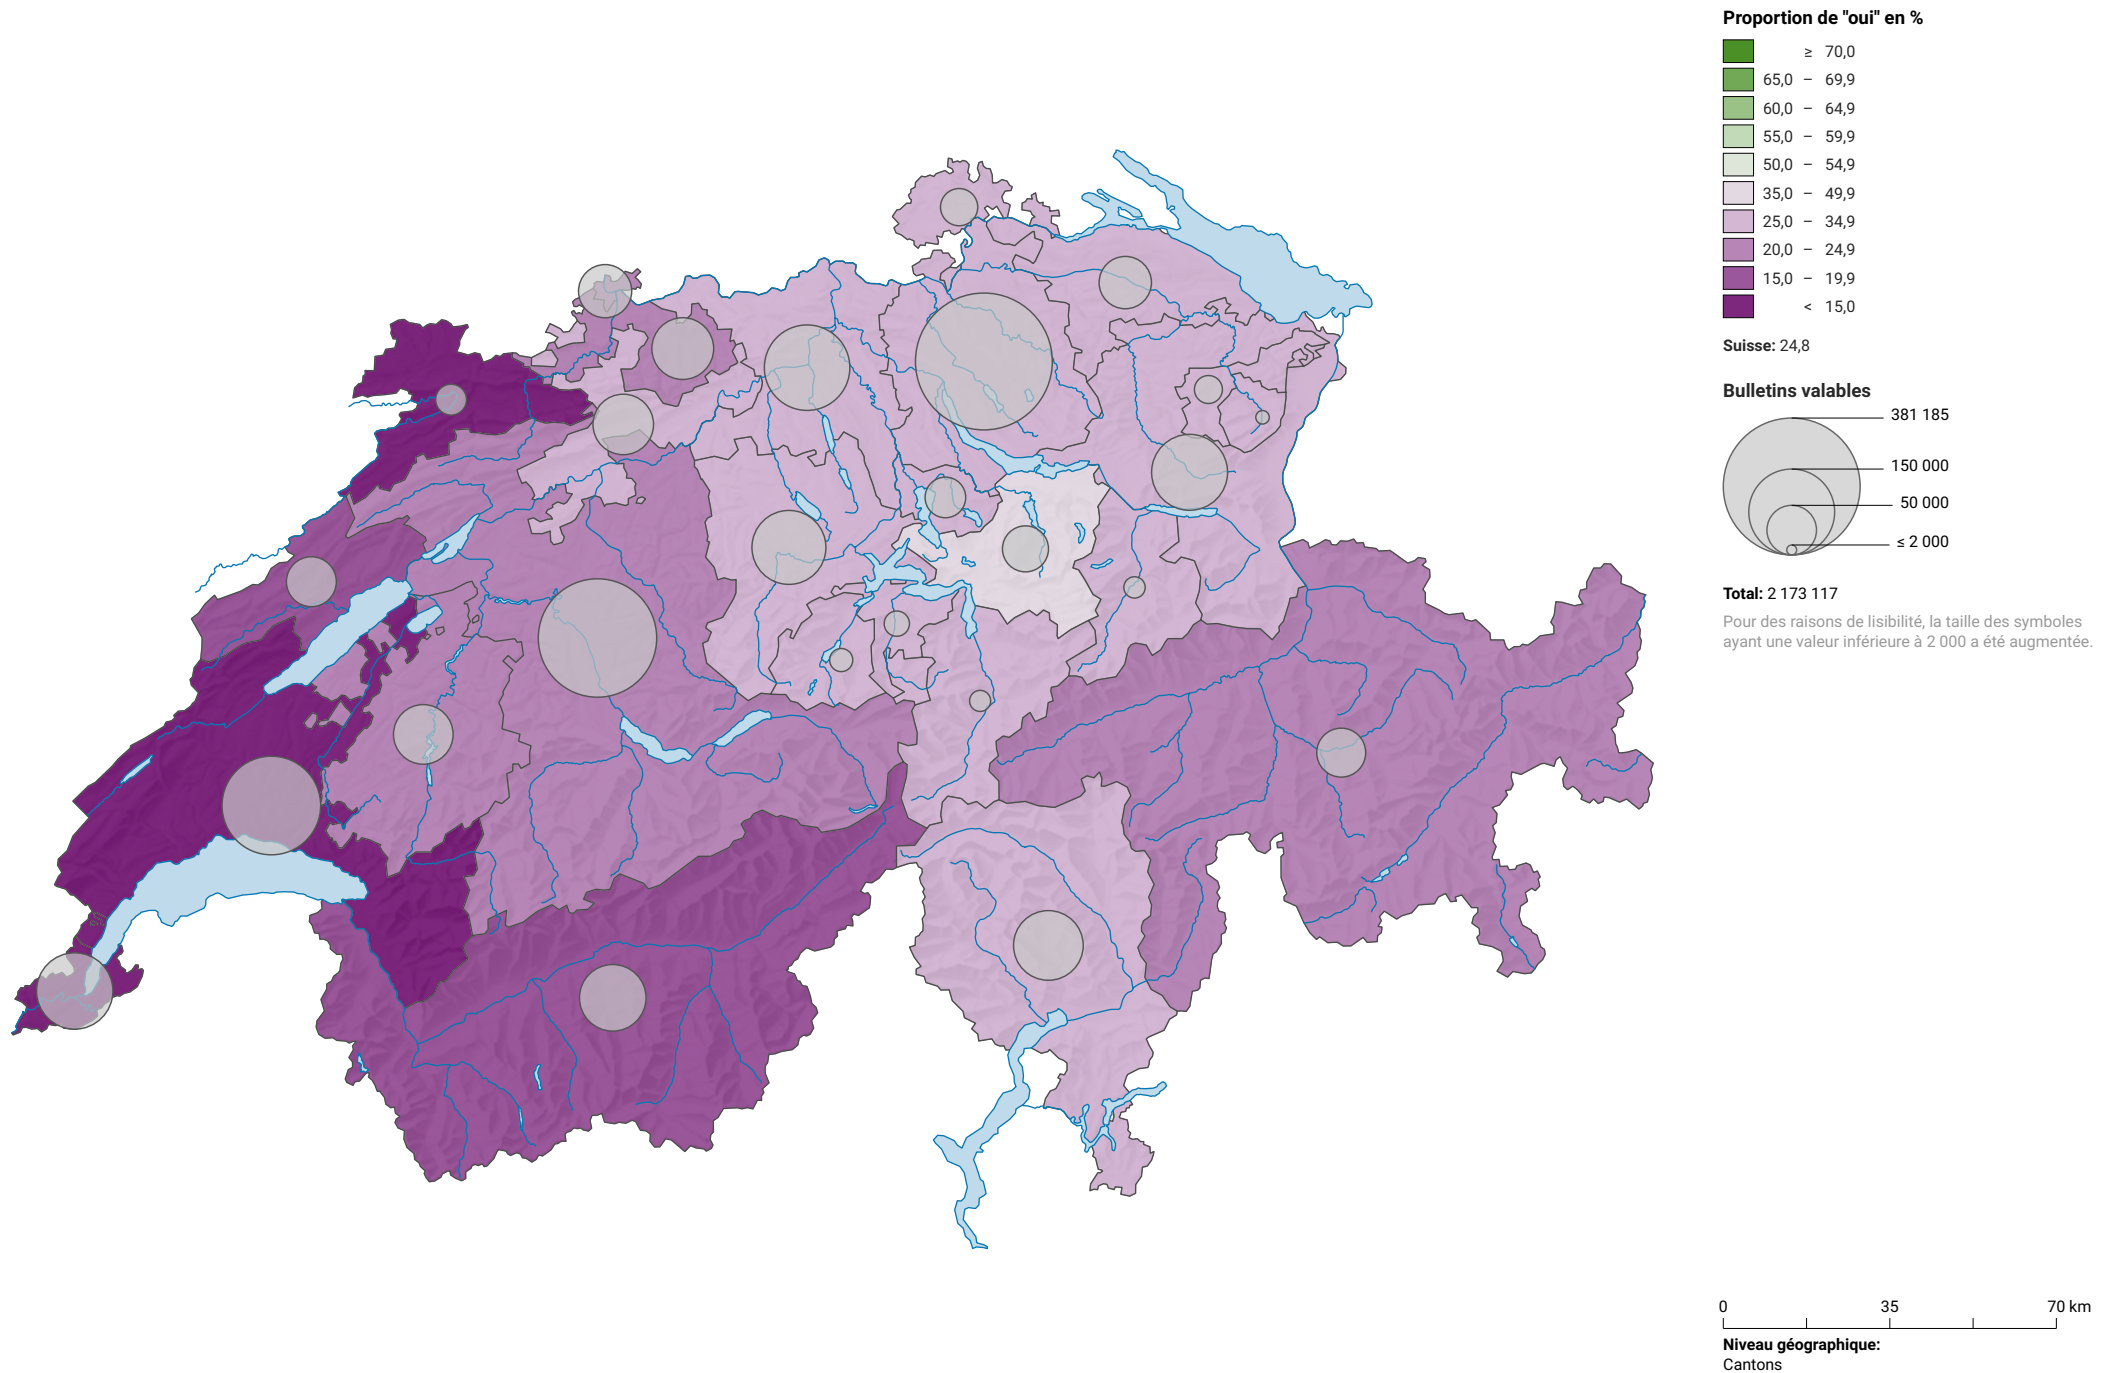 Proportion de "oui" en %
≥ 70,0
65,0 – 69,9
60,0 – 64,9
55,0 – 59,9
50,0 – 54,9
35,0 – 49,9
25,0 – 34,9
20,0 – 24,9
15,0 – 19,9
< 15,0
Suisse: 24,8
Bulletins valables
381 185
150 000
50 000
≤ 2 000
Total: 2 173 117
Pour des raisons de lisibilité, la taille des symboles
ayant une valeur inférieure à 2 000 a été augmentée.
0 35 70 km
Niveau géographique:
Cantons